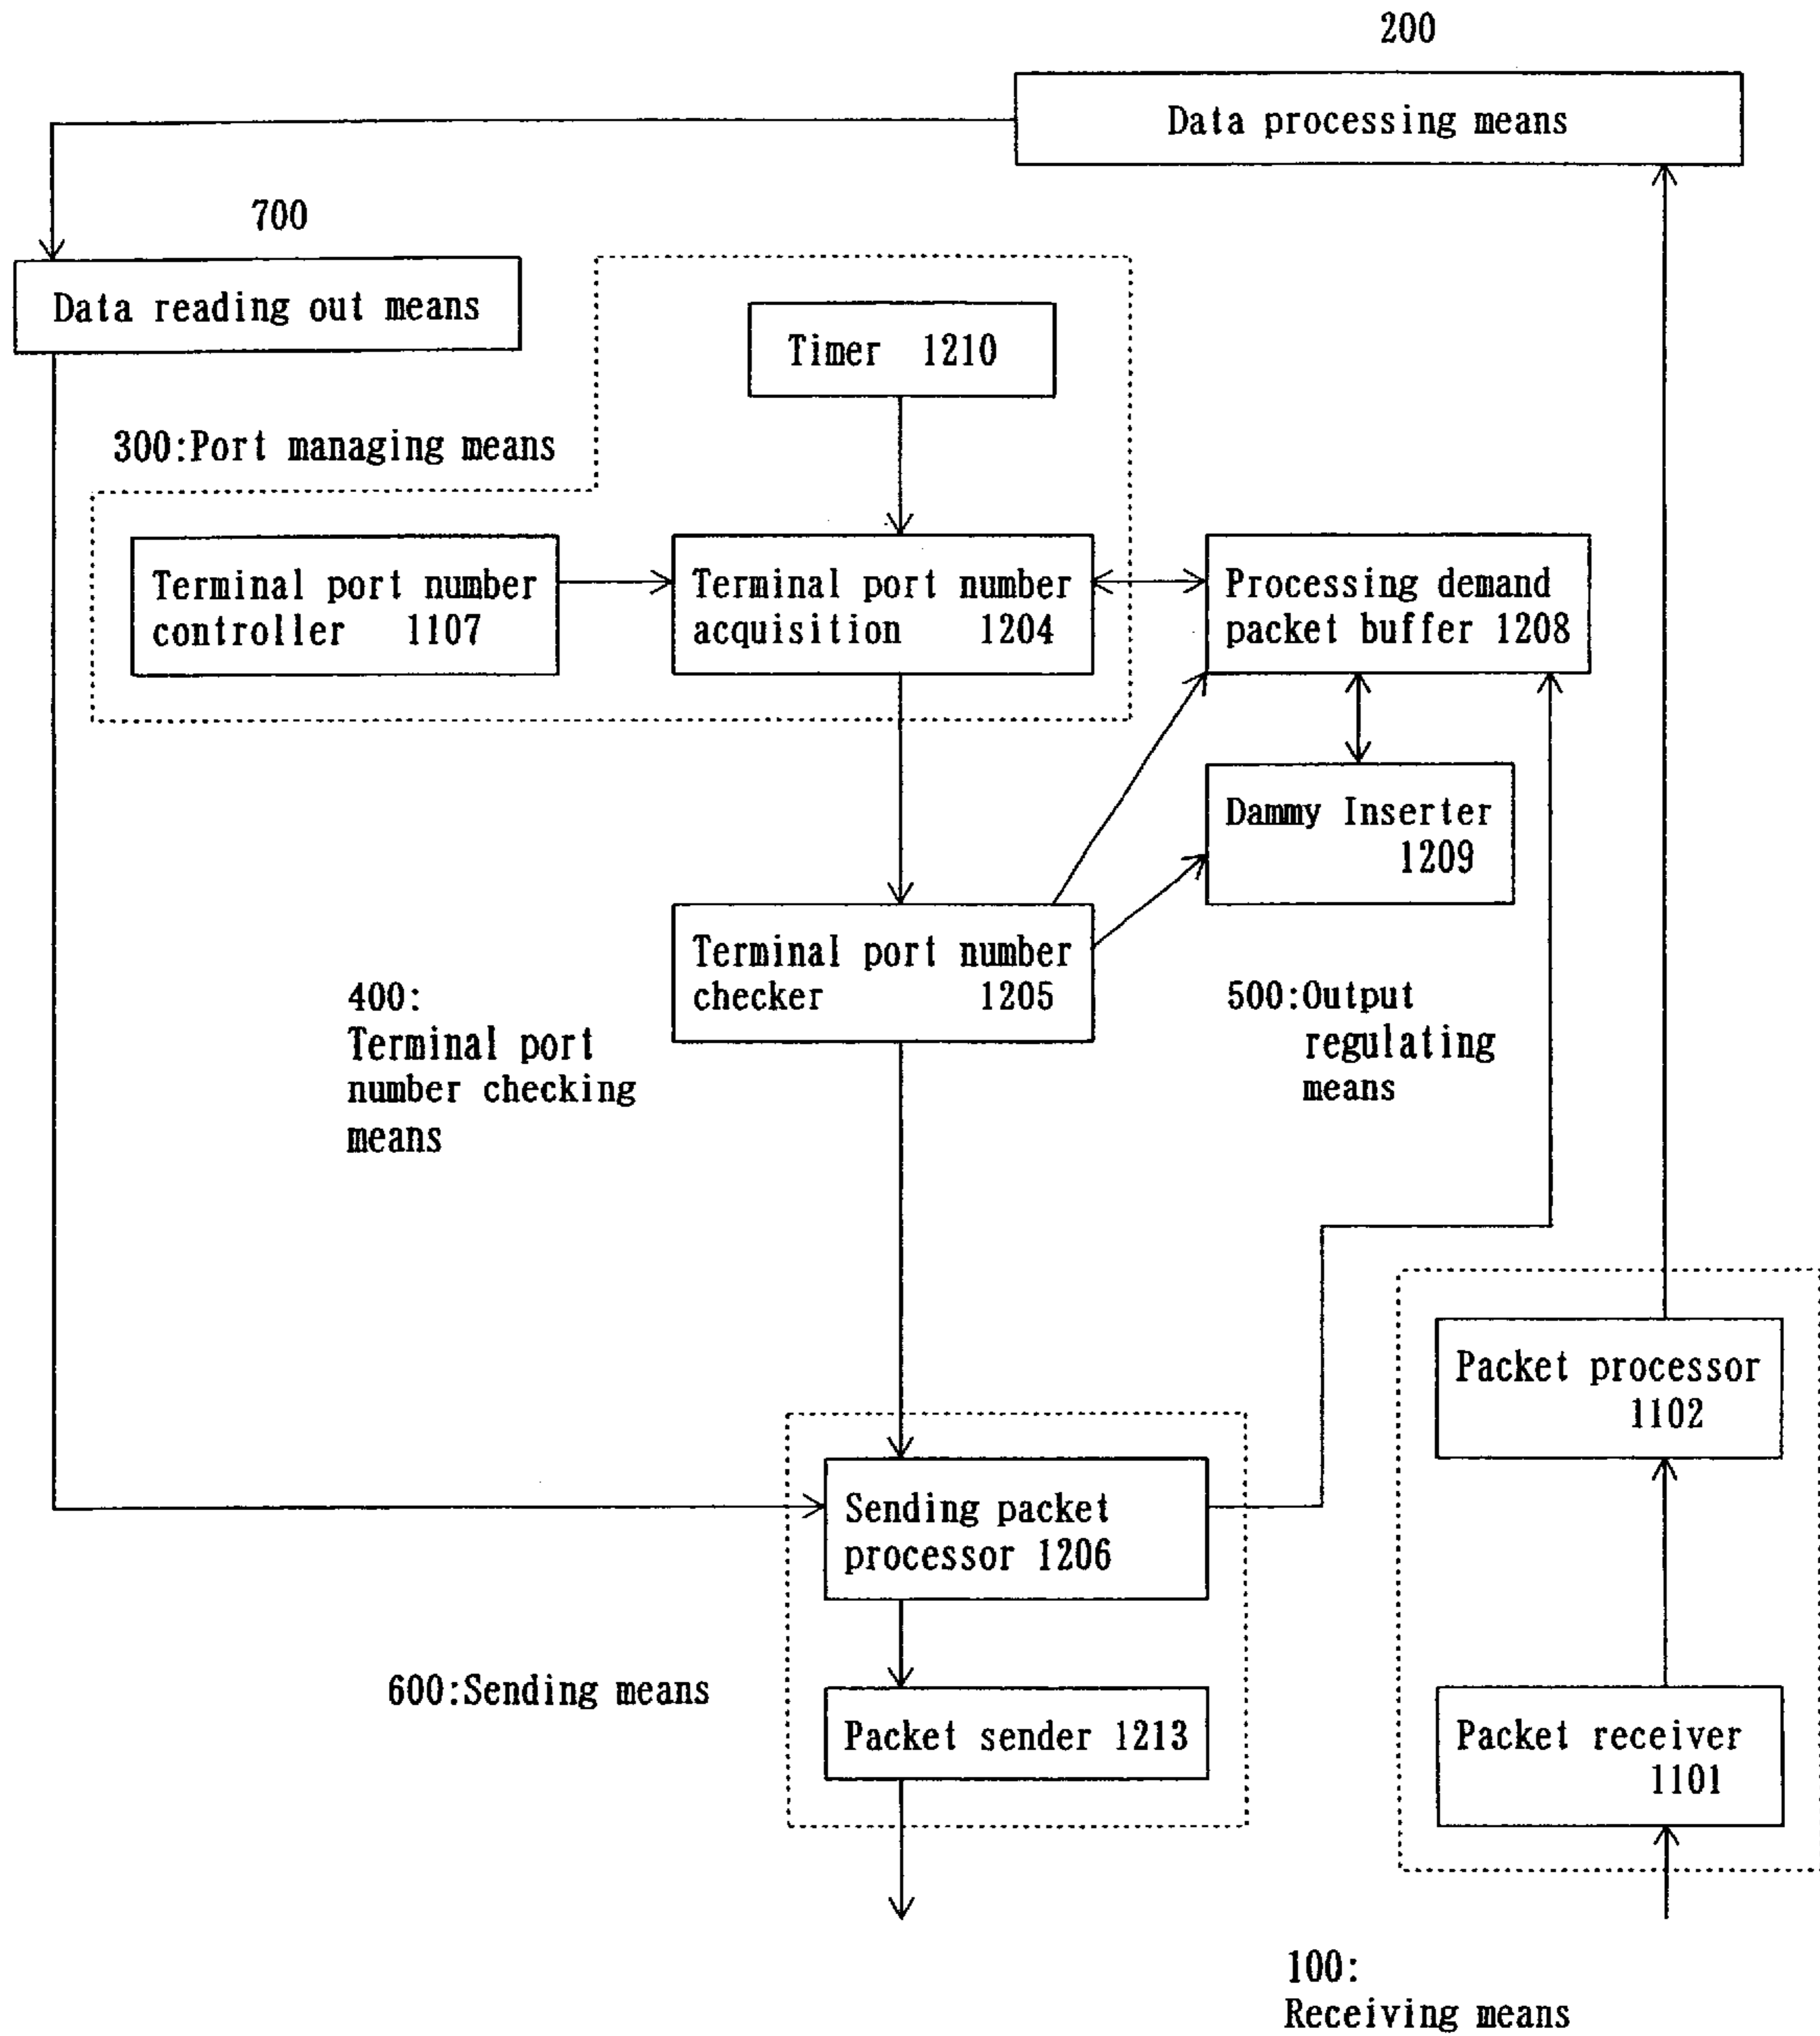 200
Data processing means
700
Data reading out means
Timer 1210
300:Port managing means
Terminal port number
controller 1107
Terminal port number
acquisition 1204
Processing demand
packet buffer 1208
Dammy Inserter
1209
Terminal port number
checker 1205
400:
Terminal port
number checking
means
500:Output
regulating
means
Packet processor
1102
Sending packet
processor 1206
600:Sending means
Packet sender 1213
Packet receiver
1101
100:
Receiving means